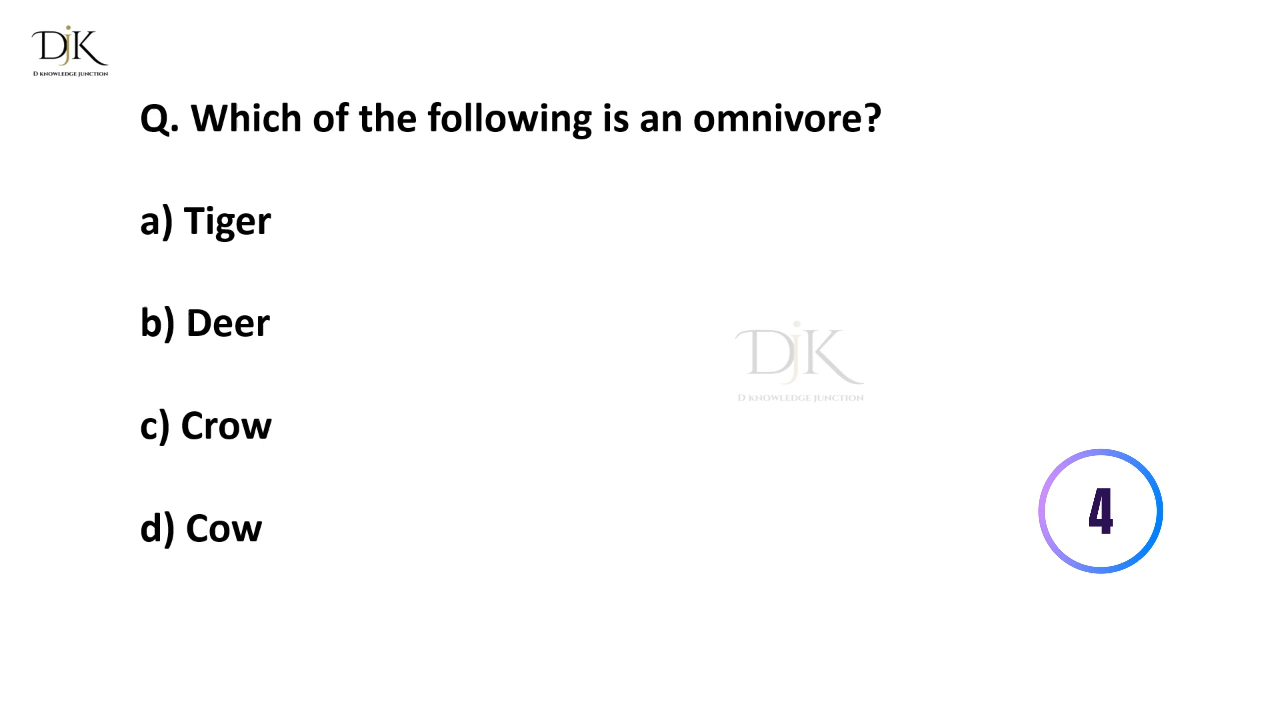 DjK
D KNOWLEDGE JUNCTION
Q. Which of the following is an omnivore?
a) Tiger
b) Deer
DjK
D KNOWLEDGE JUNCTION
c) Crow
4
d) Cow